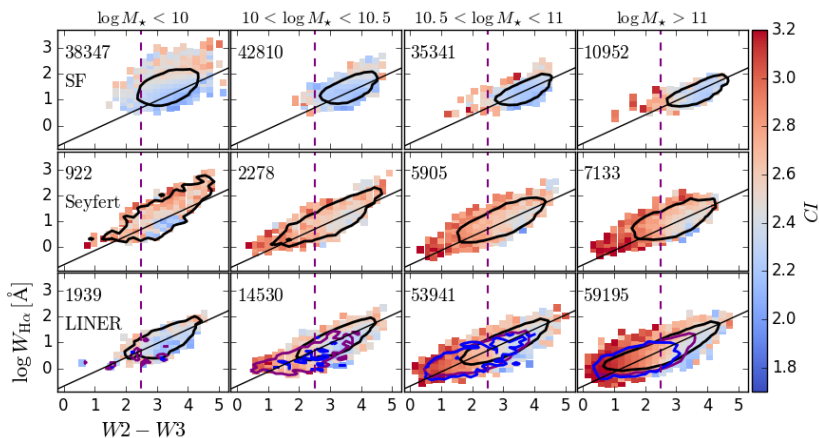 log M⋆ < 10 10 < log M⋆ < 10.5 10.5 < log M⋆ < 11 log M⋆ > 11
3 38347 42810 35341 10952 3.2
2 SF
1
0
3.0
3 922 2278 5905 7133 2.8
2 Seyfert
1
0
2.6
CI
2.4
2.2
3 1939 14530 53941 59195
2 LINER 2.0
1
0 1.8
log W_Hα [Å]
0 1 2 3 4 5 0 1 2 3 4 5 0 1 2 3 4 5 0 1 2 3 4 5
W2 − W3